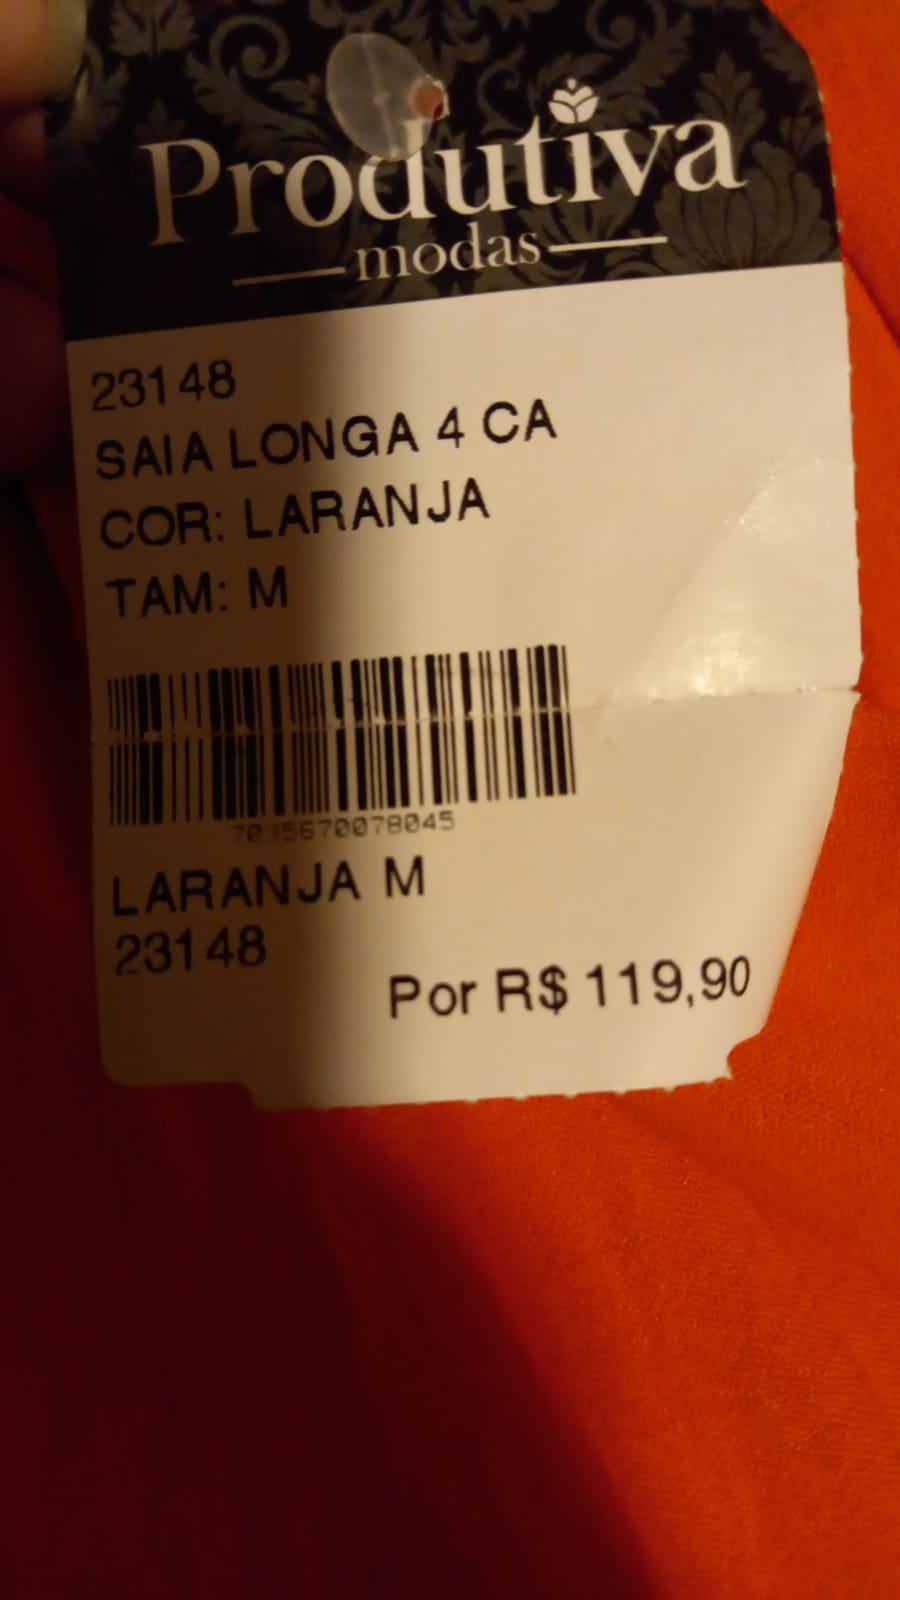 Produtiva
modas
23148
SAIA LONGA 4 CA
COR: LARANJA
TAM: M
7035670078045
LARANJA M
23148
Por R$ 119,90